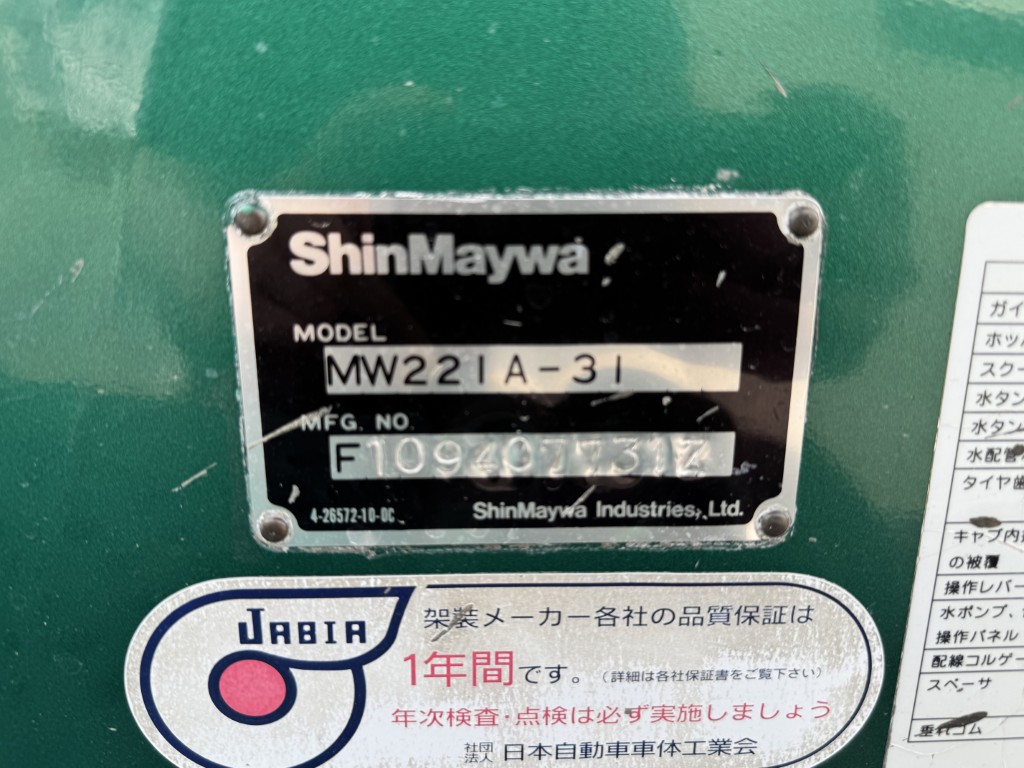 ShinMaywa
MODEL
MW221A-31
MFG. NO.
4-26572-10-0C
ShinMaywa Industries, Ltd.
JABIA
架装メーカー各社の品質保証は
1年間です。(詳細は各社保証書をご覧下さい)
年次検査・点検は必ず実施しましょう
社団法人 日本自動車車体工業会
ガイ
ホッパ
スクー
水タン
水タン
水配管
タイヤ歯
キャブ内
の被覆
操作レバー
水ポンプ、
操作パネル
配線コルゲー
スペーサ
垂れゴム